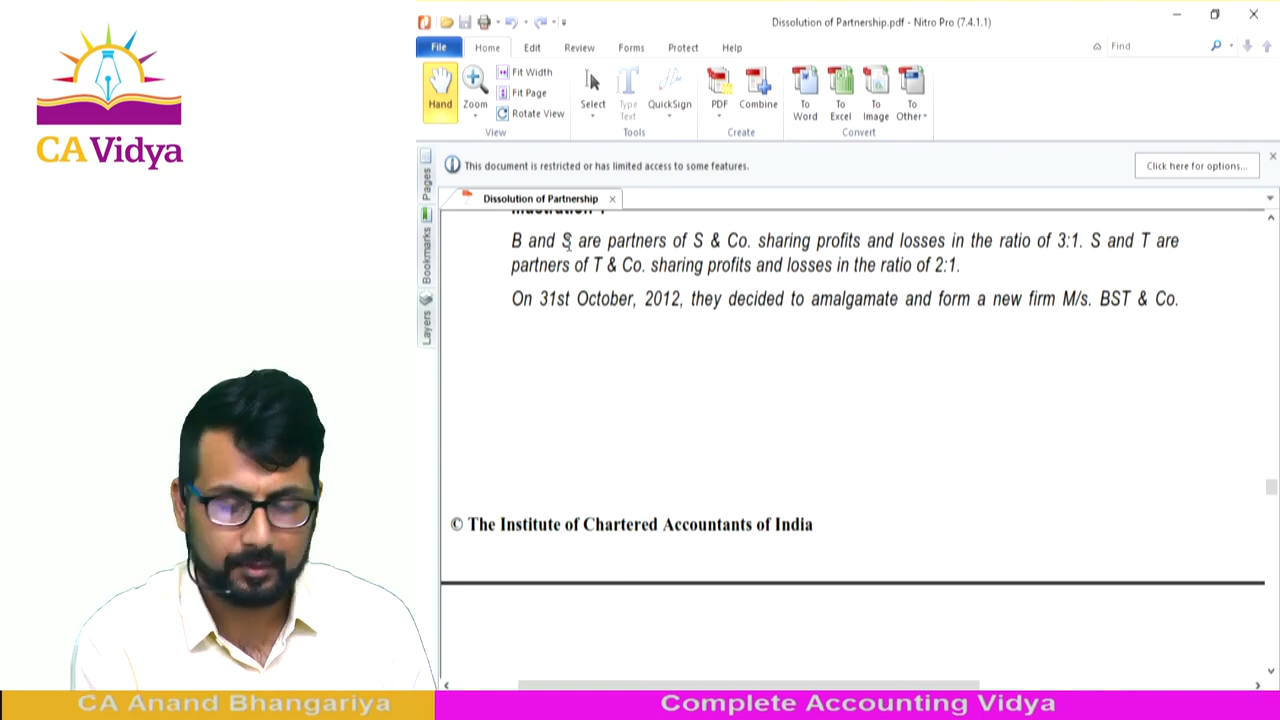 CA Vidya
Dissolution of Partnership.pdf - Nitro Pro (7.4.1.1)
File Home Edit Review Forms Protect Help Find
Hand Zoom Fit Width Fit Page Rotate View Select Type Text QuickSign PDF Combine To Word To Excel To Image To Other
View Tools Create Convert
This document is restricted or has limited access to some features. Click here for options...
Pages
Bookmarks
Layers
Dissolution of Partnership
B and S are partners of S & Co. sharing profits and losses in the ratio of 3:1. S and T are
partners of T & Co. sharing profits and losses in the ratio of 2:1.
On 31st October, 2012, they decided to amalgamate and form a new firm M/s. BST & Co.
© The Institute of Chartered Accountants of India
CA Anand Bhangariya
Complete Accounting Vidya